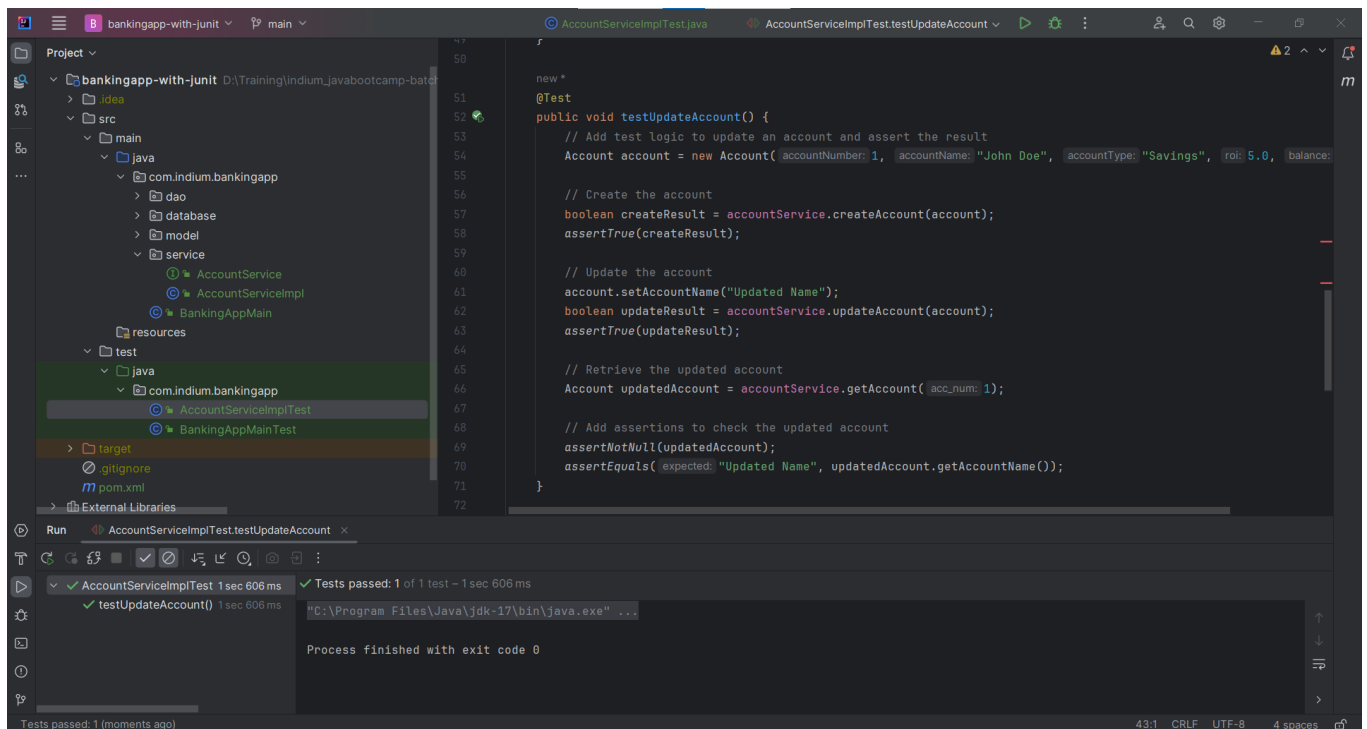 B bankingapp-with-junit main AccountServiceImplTest.java AccountServiceImplTest.testUpdateAccount
Project
bankingapp-with-junit D:\Training\indium_javabootcamp-batch
.idea
src
main
java
com.indium.bankingapp
dao
database
model
service
AccountService
AccountServiceImpl
BankingAppMain
resources
test
java
com.indium.bankingapp
AccountServiceImplTest
BankingAppMainTest
target
.gitignore
pom.xml
External Libraries
49 }
50
new *
51 @Test
52 public void testUpdateAccount() {
53 // Add test logic to update an account and assert the result
54 Account account = new Account( accountNumber: 1, accountName: "John Doe", accountType: "Savings", roi: 5.0, balance:
55
56 // Create the account
57 boolean createResult = accountService.createAccount(account);
58 assertTrue(createResult);
59
60 // Update the account
61 account.setAccountName("Updated Name");
62 boolean updateResult = accountService.updateAccount(account);
63 assertTrue(updateResult);
64
65 // Retrieve the updated account
66 Account updatedAccount = accountService.getAccount( acc_num: 1);
67
68 // Add assertions to check the updated account
69 assertNotNull(updatedAccount);
70 assertEquals( expected: "Updated Name", updatedAccount.getAccountName());
71 }
72
2
m
Run AccountServiceImplTest.testUpdateAccount
AccountServiceImplTest 1 sec 606 ms
testUpdateAccount() 1 sec 606 ms
Tests passed: 1 of 1 test – 1 sec 606 ms
"C:\Program Files\Java\jdk-17\bin\java.exe" ...
Process finished with exit code 0
Tests passed: 1 (moments ago) 43:1 CRLF UTF-8 4 spaces